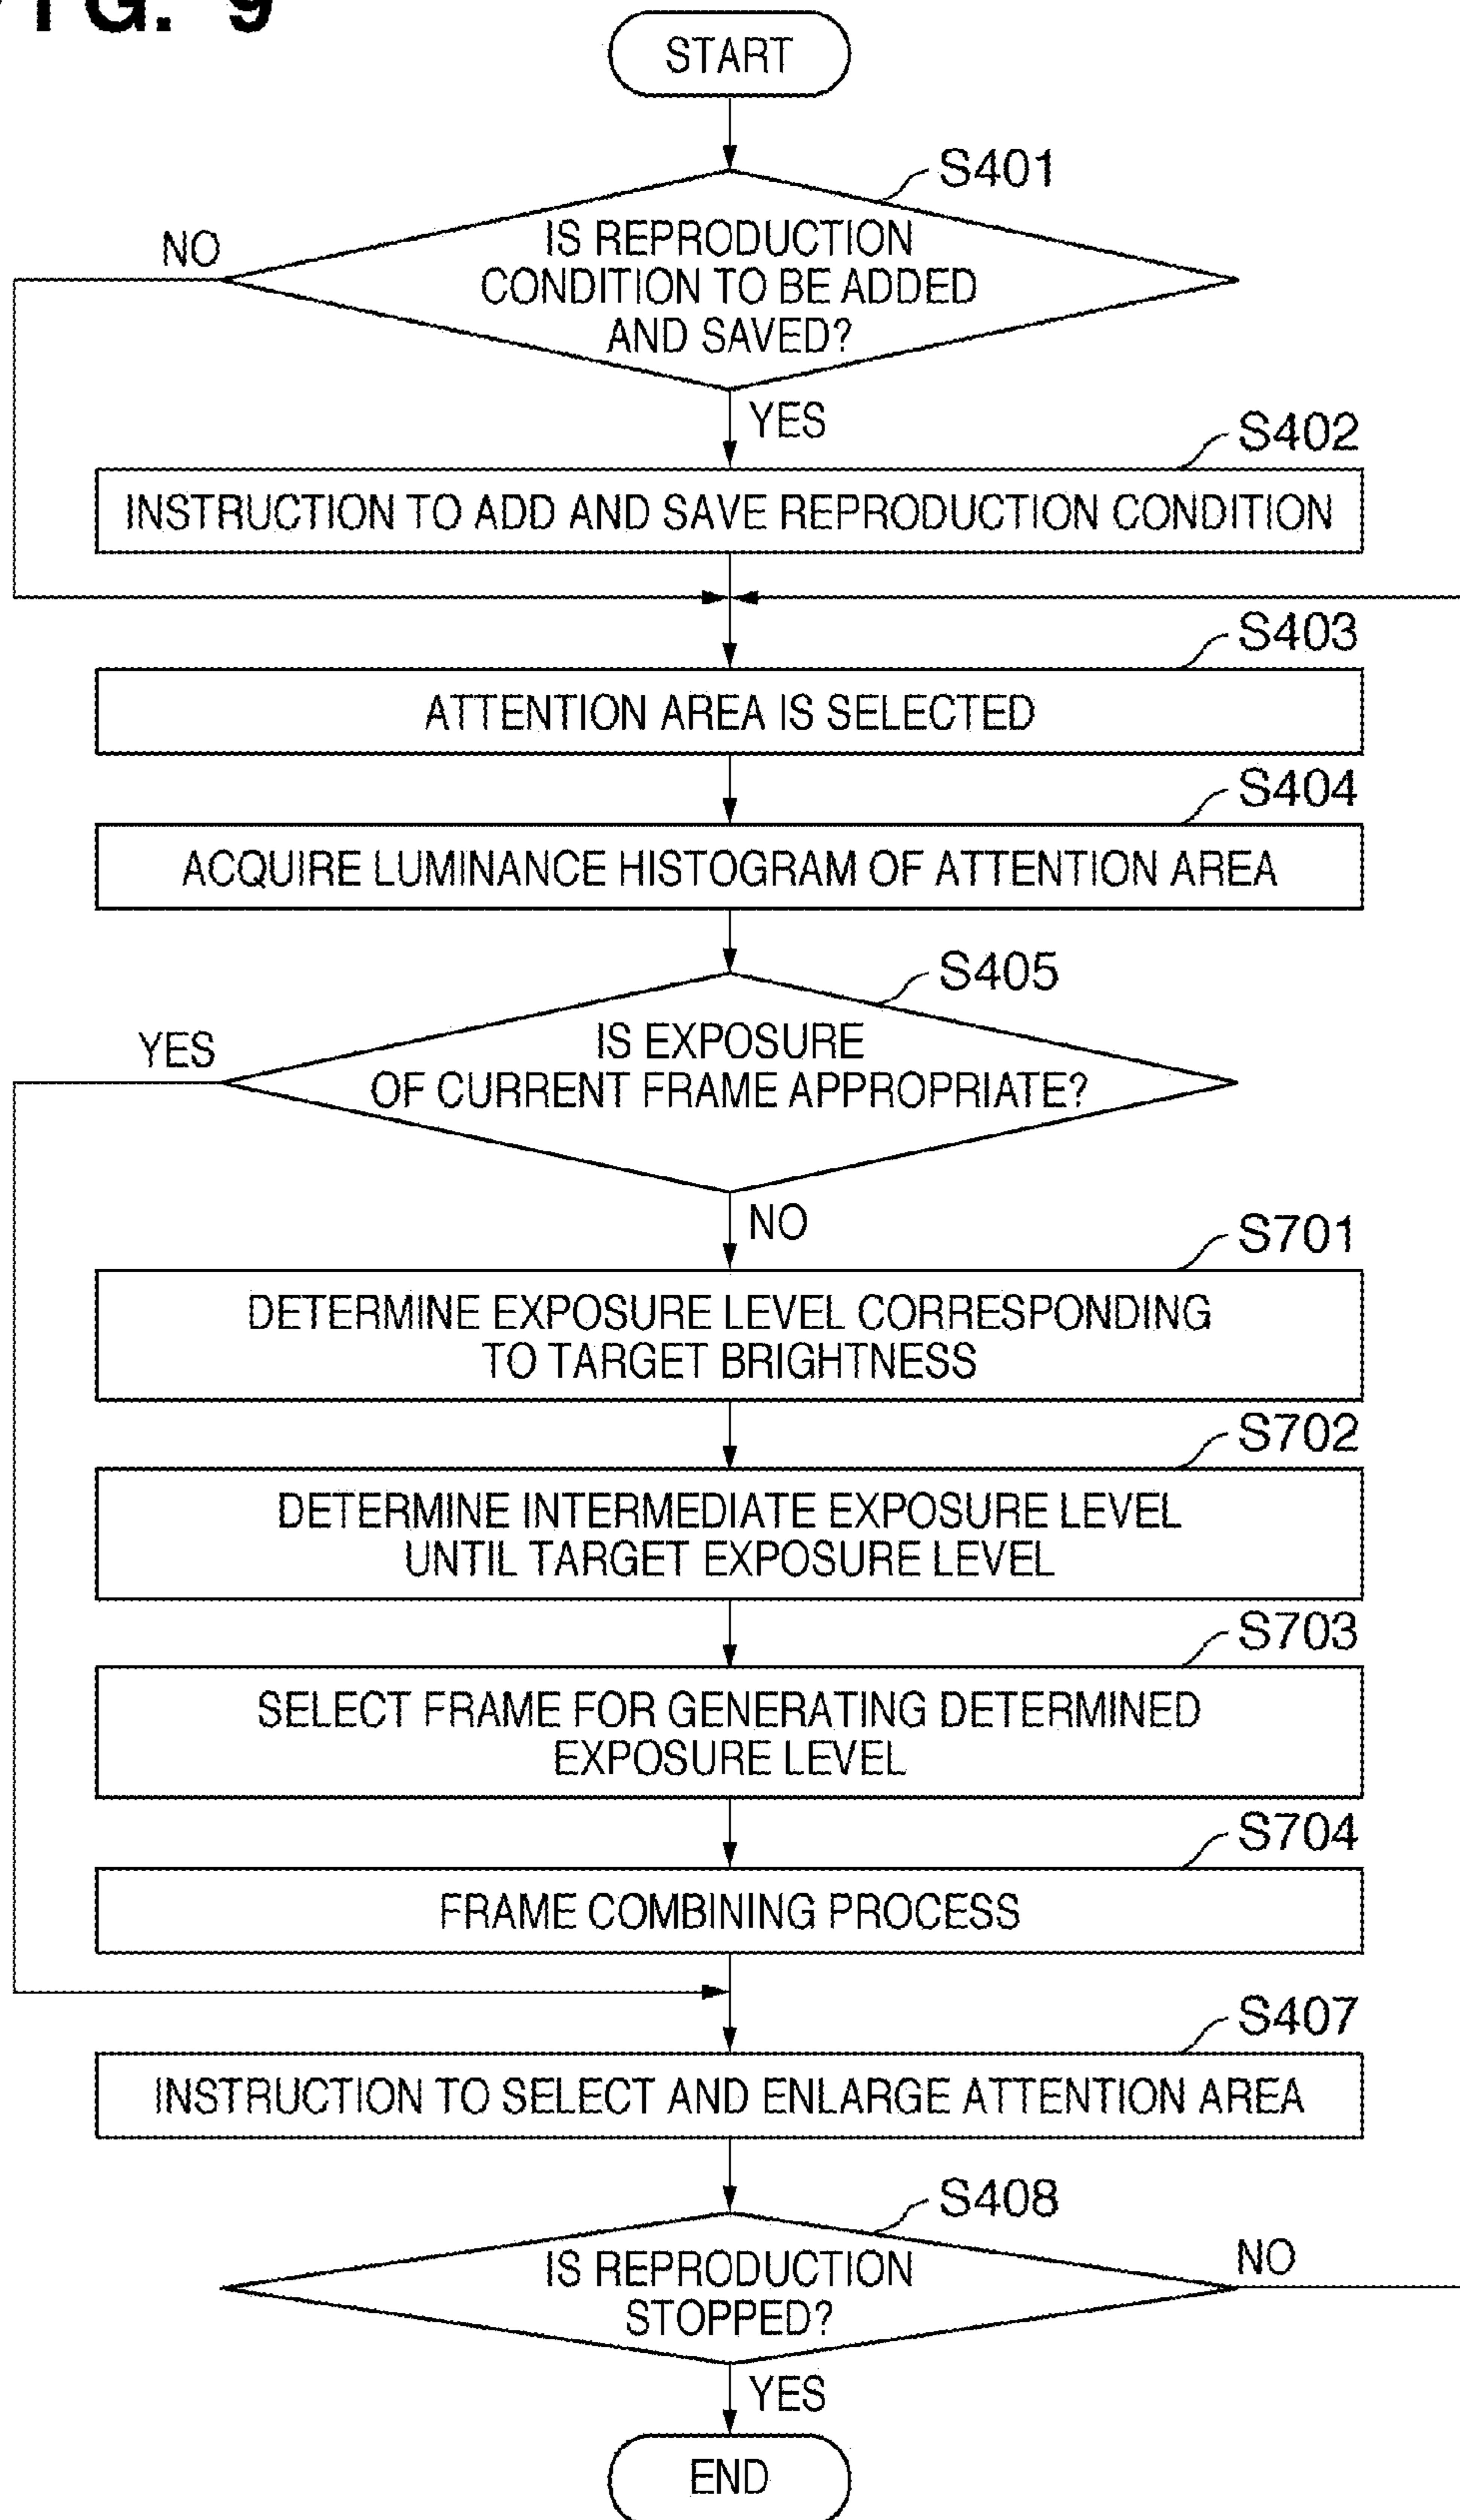 FIG. 9
START
S401
NO
IS REPRODUCTION
CONDITION TO BE ADDED
AND SAVED?
YES
S402
INSTRUCTION TO ADD AND SAVE REPRODUCTION CONDITION
S403
ATTENTION AREA IS SELECTED
S404
ACQUIRE LUMINANCE HISTOGRAM OF ATTENTION AREA
S405
YES
IS EXPOSURE
OF CURRENT FRAME APPROPRIATE?
NO
S701
DETERMINE EXPOSURE LEVEL CORRESPONDING
TO TARGET BRIGHTNESS
S702
DETERMINE INTERMEDIATE EXPOSURE LEVEL
UNTIL TARGET EXPOSURE LEVEL
S703
SELECT FRAME FOR GENERATING DETERMINED
EXPOSURE LEVEL
S704
FRAME COMBINING PROCESS
S407
INSTRUCTION TO SELECT AND ENLARGE ATTENTION AREA
S408
NO
IS REPRODUCTION
STOPPED?
YES
END